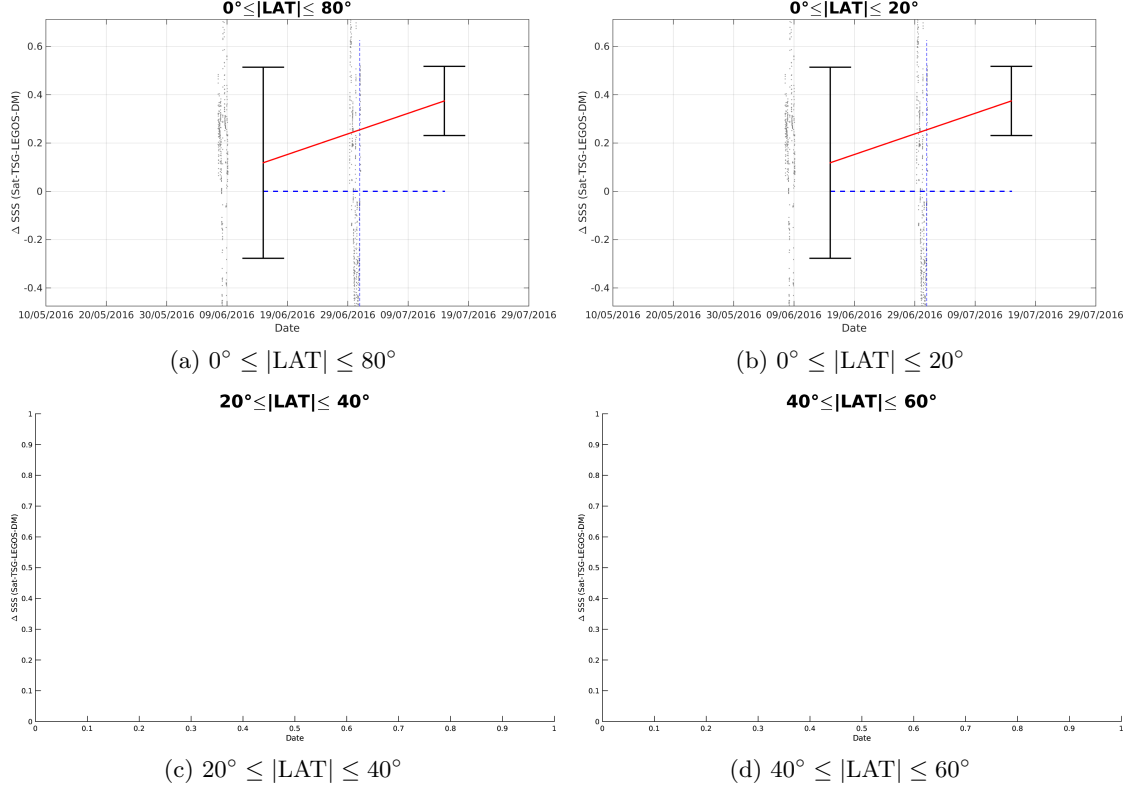 0°≤|LAT|≤ 80°
0.6
0.4
0.2
0
-0.2
-0.4
Δ SSS (Sat-TSG-LEGOS-DM)
10/05/2016 20/05/2016 30/05/2016 09/06/2016 19/06/2016 29/06/2016 09/07/2016 19/07/2016 29/07/2016
Date
(a) 0° ≤ |LAT| ≤ 80°
0°≤|LAT|≤ 20°
0.6
0.4
0.2
0
-0.2
-0.4
Δ SSS (Sat-TSG-LEGOS-DM)
10/05/2016 20/05/2016 30/05/2016 09/06/2016 19/06/2016 29/06/2016 09/07/2016 19/07/2016 29/07/2016
Date
(b) 0° ≤ |LAT| ≤ 20°
20°≤|LAT|≤ 40°
1
0.9
0.8
0.7
0.6
0.5
0.4
0.3
0.2
0.1
0
Δ SSS (Sat-TSG-LEGOS-DM)
0 0.1 0.2 0.3 0.4 0.5 0.6 0.7 0.8 0.9 1
Date
(c) 20° ≤ |LAT| ≤ 40°
40°≤|LAT|≤ 60°
1
0.9
0.8
0.7
0.6
0.5
0.4
0.3
0.2
0.1
0
Δ SSS (Sat-TSG-LEGOS-DM)
0 0.1 0.2 0.3 0.4 0.5 0.6 0.7 0.8 0.9 1
Date
(d) 40° ≤ |LAT| ≤ 60°